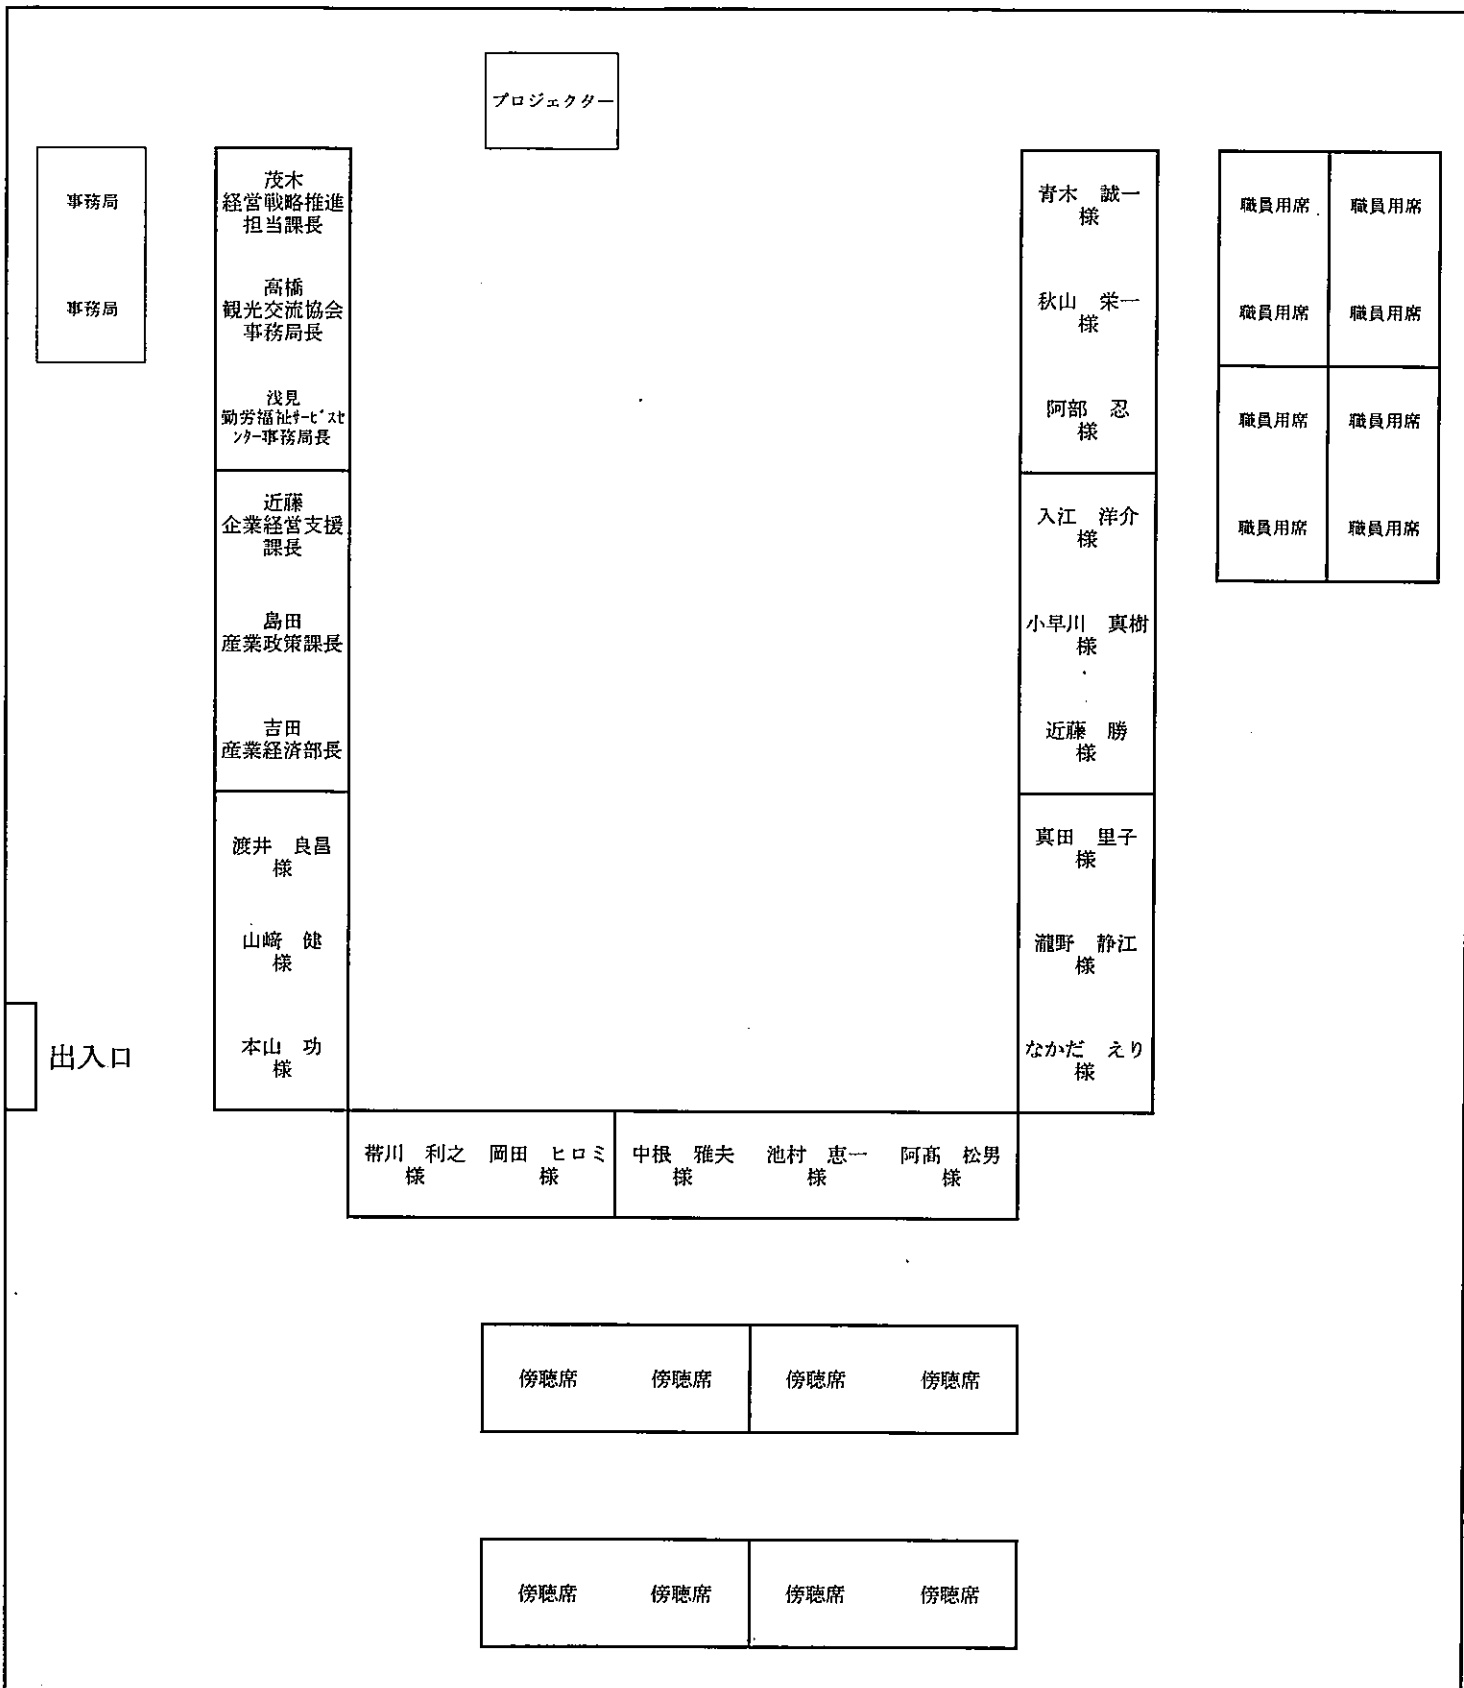 プロジェクター
事務局
事務局
茂木
経営戦略推進
担当課長
高橋
観光交流協会
事務局長
浅見
勤労福祉ｻｰﾋﾞｽｾ
ﾝﾀｰ事務局長
近藤
企業経営支援
課長
島田
産業政策課長
吉田
産業経済部長
渡井　良昌
様
山﨑　健
様
本山　功
様
出入口
帯川　利之
様
岡田　ヒロミ
様
中根　雅夫
様
池村　恵一
様
阿髙　松男
様
青木　誠一
様
秋山　栄一
様
阿部　忍
様
入江　洋介
様
小早川　真樹
様
近藤　勝
様
真田　里子
様
瀧野　静江
様
なかだ　えり
様
職員用席　職員用席
職員用席　職員用席
職員用席　職員用席
職員用席　職員用席
傍聴席　傍聴席　傍聴席　傍聴席
傍聴席　傍聴席　傍聴席　傍聴席